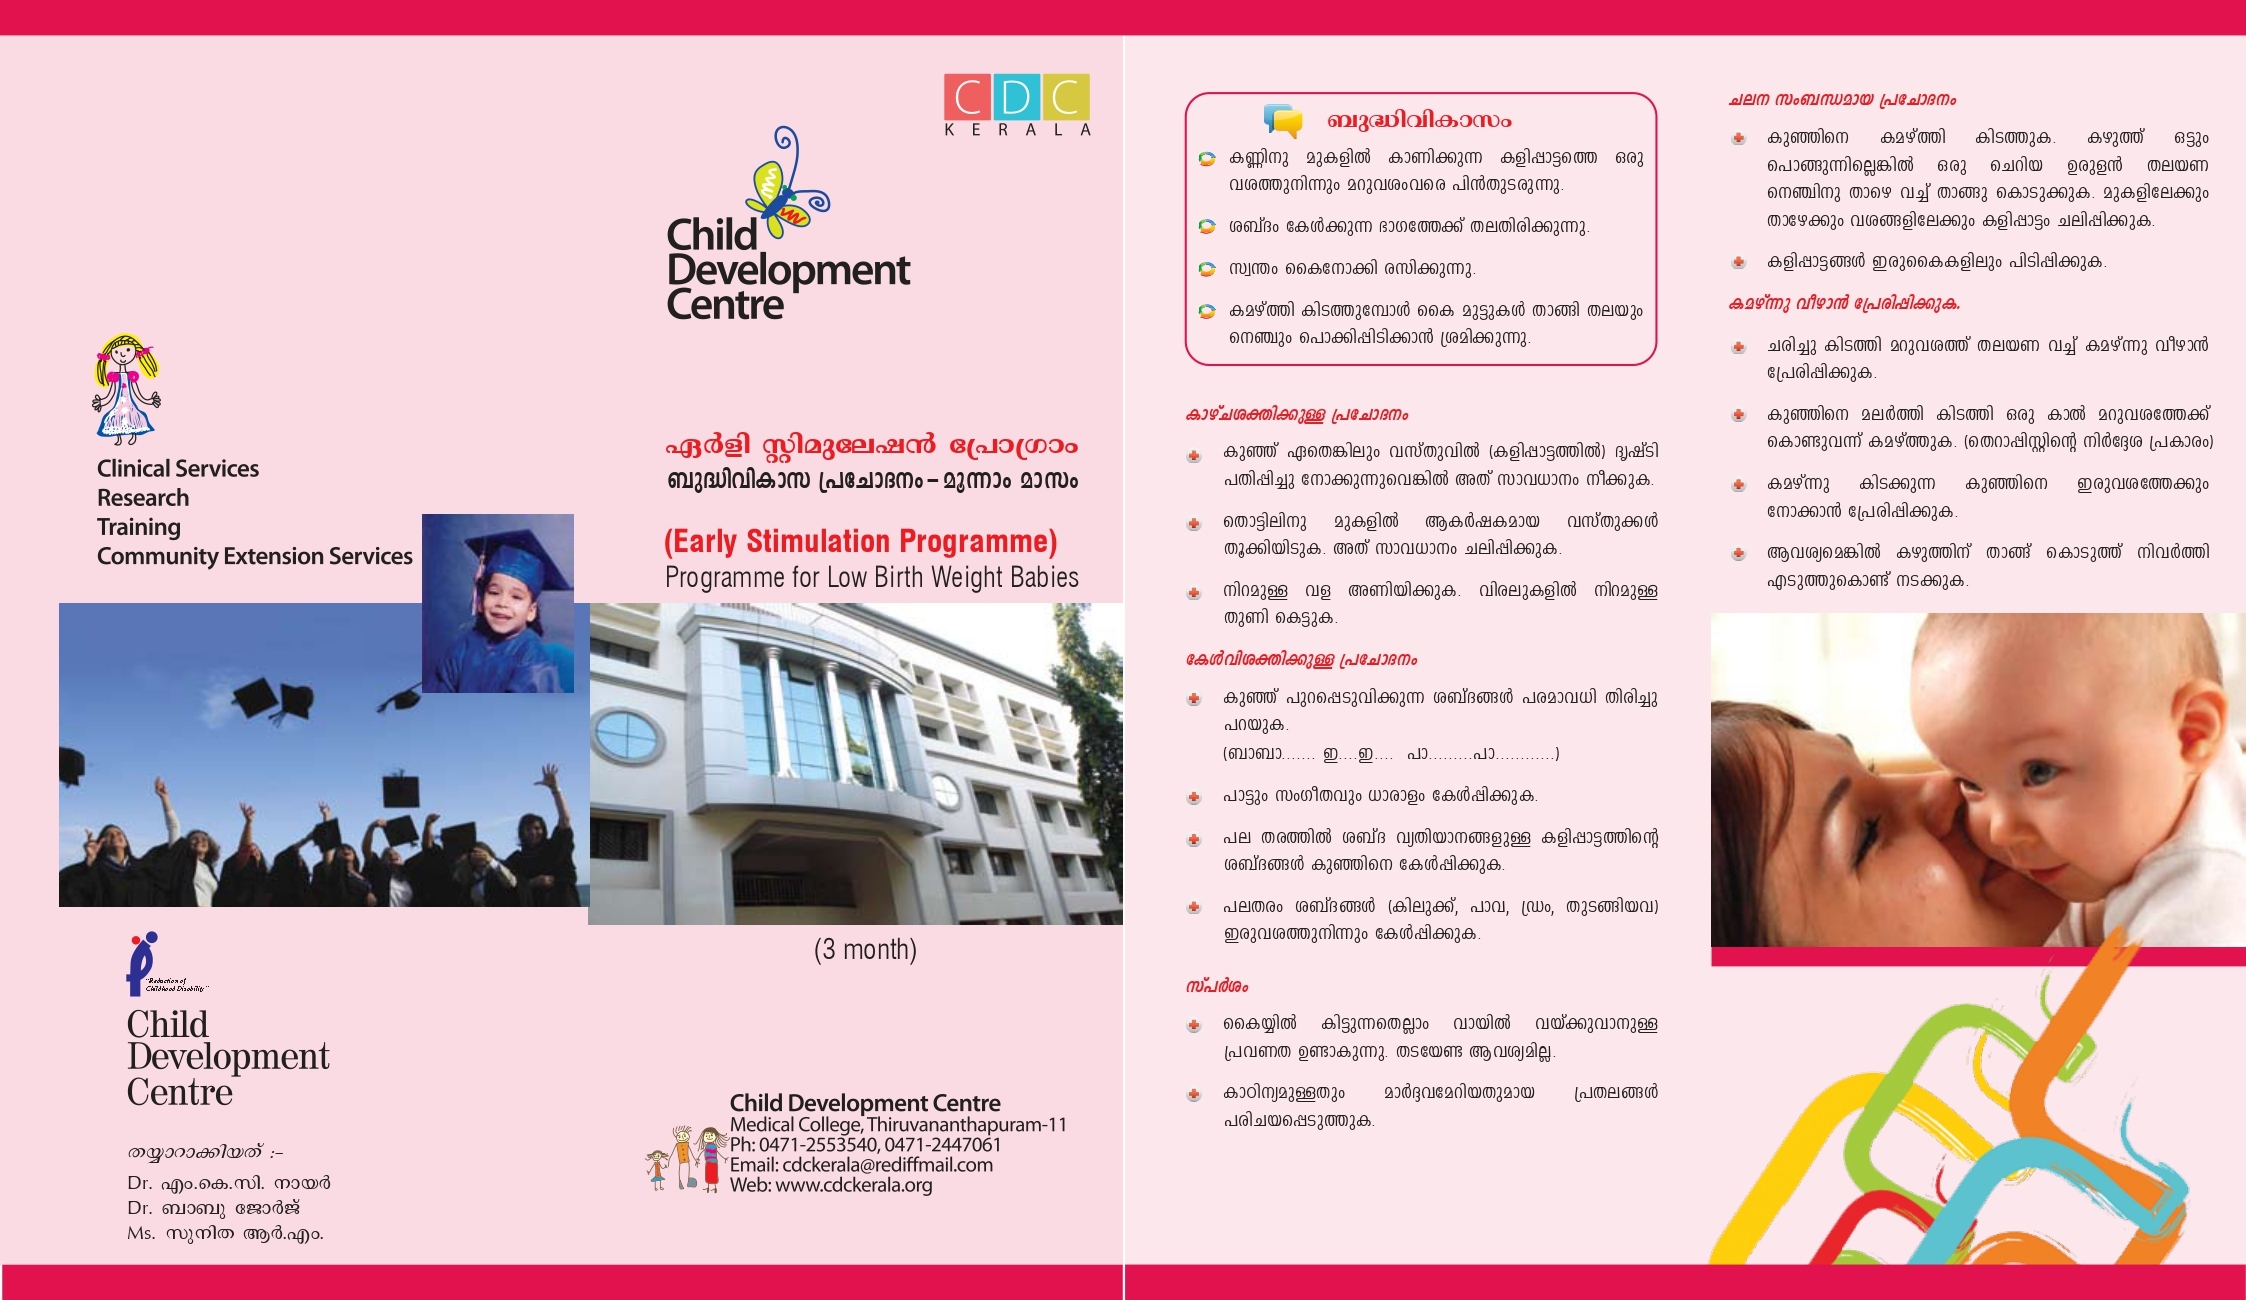 Clinical Services
Research
Training
Community Extension Services
"Reduction of
Childhood Disability"
Child
Development
Centre
തയ്യാറാക്കിയത് :-
Dr. എം.കെ.സി. നായർ
Dr. ബാബു ജോർജ്
Ms. സുനിത ആർ.എം.
CDC
KERALA
Child
Development
Centre
ഏർളി സ്റ്റിമുലേഷൻ പ്രോഗ്രാം
ബുദ്ധിവികാസ പ്രചോദനം – മൂന്നാം മാസം
(Early Stimulation Programme)
Programme for Low Birth Weight Babies
(3 month)
Child Development Centre
Medical College, Thiruvananthapuram-11
Ph: 0471-2553540, 0471-2447061
Email: cdckerala@rediffmail.com
Web: www.cdckerala.org
ബുദ്ധിവികാസം
കണ്ണിനു മുകളിൽ കാണിക്കുന്ന കളിപ്പാട്ടത്തെ ഒരു
വശത്തുനിന്നും മറുവശംവരെ പിൻതുടരുന്നു.
ശബ്ദം കേൾക്കുന്ന ഭാഗത്തേക്ക് തലതിരിക്കുന്നു.
സ്വന്തം കൈനോക്കി രസിക്കുന്നു.
കമഴ്ത്തി കിടത്തുമ്പോൾ കൈ മുട്ടുകൾ താങ്ങി തലയും
നെഞ്ചും പൊക്കിപ്പിടിക്കാൻ ശ്രമിക്കുന്നു.
കാഴ്ചശക്തിക്കുള്ള പ്രചോദനം
കുഞ്ഞ് ഏതെങ്കിലും വസ്തുവിൽ (കളിപ്പാട്ടത്തിൽ) ദൃഷ്ടി
പതിപ്പിച്ചു നോക്കുന്നുവെങ്കിൽ അത് സാവധാനം നീക്കുക.
തൊട്ടിലിനു മുകളിൽ ആകർഷകമായ വസ്തുക്കൾ
തൂക്കിയിടുക. അത് സാവധാനം ചലിപ്പിക്കുക.
നിറമുള്ള വള അണിയിക്കുക. വിരലുകളിൽ നിറമുള്ള
തുണി കെട്ടുക.
കേൾവിശക്തിക്കുള്ള പ്രചോദനം
കുഞ്ഞ് പുറപ്പെടുവിക്കുന്ന ശബ്ദങ്ങൾ പരമാവധി തിരിച്ചു
പറയുക.
(ബാബാ....... ഇ....ഇ.... പാ.........പാ............)
പാട്ടും സംഗീതവും ധാരാളം കേൾപ്പിക്കുക.
പല തരത്തിൽ ശബ്ദ വ്യതിയാനങ്ങളുള്ള കളിപ്പാട്ടത്തിന്റെ
ശബ്ദങ്ങൾ കുഞ്ഞിനെ കേൾപ്പിക്കുക.
പലതരം ശബ്ദങ്ങൾ (കിലുക്ക്, പാവ, ഡ്രം, തുടങ്ങിയവ)
ഇരുവശത്തുനിന്നും കേൾപ്പിക്കുക.
സ്പർശം
കൈയ്യിൽ കിട്ടുന്നതെല്ലാം വായിൽ വയ്ക്കുവാനുള്ള
പ്രവണത ഉണ്ടാകുന്നു. തടയേണ്ട ആവശ്യമില്ല.
കാഠിന്യമുള്ളതും മാർദ്ദവമേറിയതുമായ പ്രതലങ്ങൾ
പരിചയപ്പെടുത്തുക.
ചലന സംബന്ധമായ പ്രചോദനം
കുഞ്ഞിനെ കമഴ്ത്തി കിടത്തുക. കഴുത്ത് ഒട്ടും
പൊങ്ങുന്നില്ലെങ്കിൽ ഒരു ചെറിയ ഉരുളൻ തലയണ
നെഞ്ചിനു താഴെ വച്ച് താങ്ങു കൊടുക്കുക. മുകളിലേക്കും
താഴേക്കും വശങ്ങളിലേക്കും കളിപ്പാട്ടം ചലിപ്പിക്കുക.
കളിപ്പാട്ടങ്ങൾ ഇരുകൈകളിലും പിടിപ്പിക്കുക.
കമഴ്ന്നു വീഴാൻ പ്രേരിപ്പിക്കുക.
ചരിച്ചു കിടത്തി മറുവശത്ത് തലയണ വച്ച് കമഴ്ന്നു വീഴാൻ
പ്രേരിപ്പിക്കുക.
കുഞ്ഞിനെ മലർത്തി കിടത്തി ഒരു കാൽ മറുവശത്തേക്ക്
കൊണ്ടുവന്ന് കമഴ്ത്തുക. (തെറാപ്പിസ്റ്റിന്റെ നിർദ്ദേശ പ്രകാരം)
കമഴ്ന്നു കിടക്കുന്ന കുഞ്ഞിനെ ഇരുവശത്തേക്കും
നോക്കാൻ പ്രേരിപ്പിക്കുക.
ആവശ്യമെങ്കിൽ കഴുത്തിന് താങ്ങ് കൊടുത്ത് നിവർത്തി
എടുത്തുകൊണ്ട് നടക്കുക.